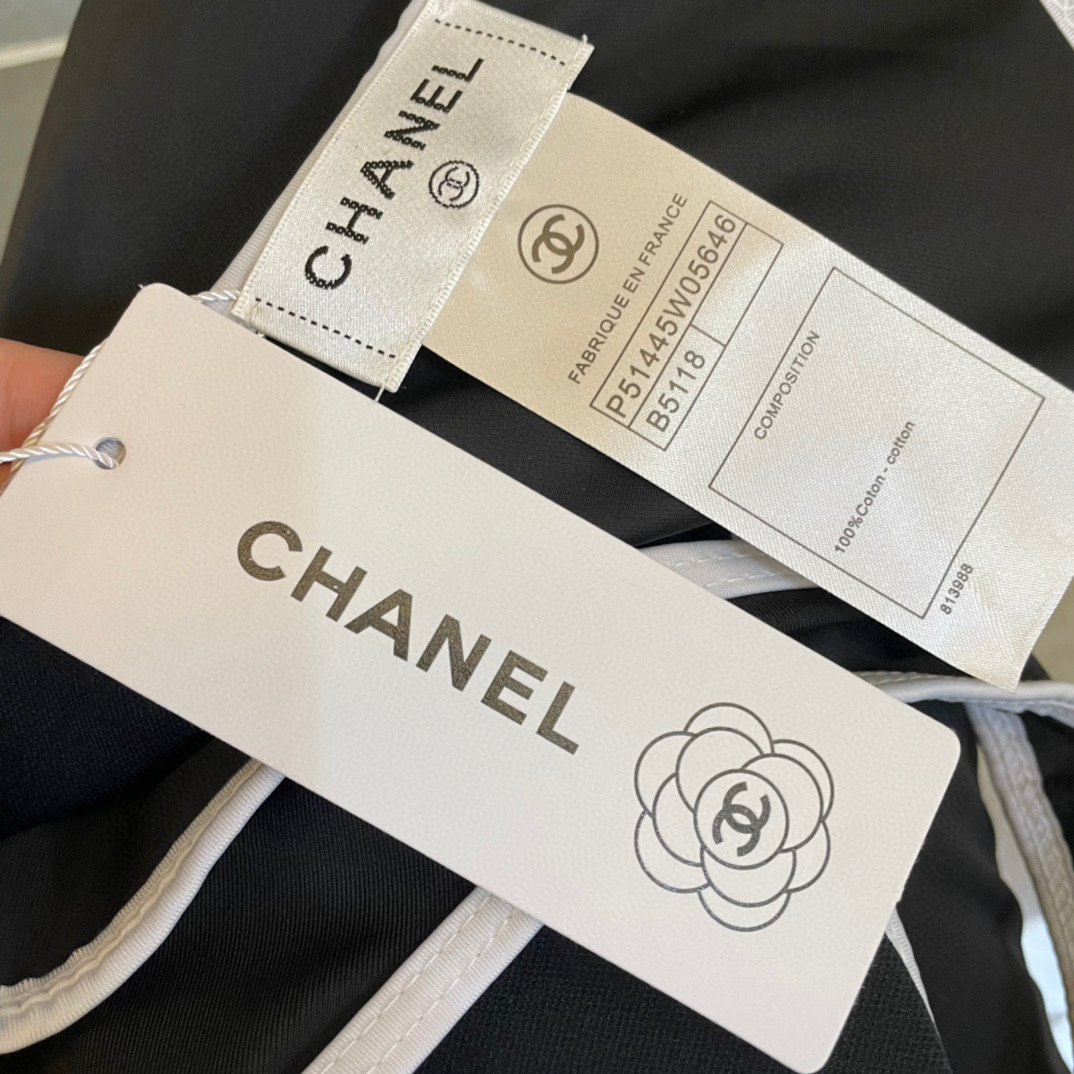 CHANEL
FABRIQUE EN FRANCE
P51445W05646
B5118
COMPOSITION
100%Coton - cotton
813988
CHANEL